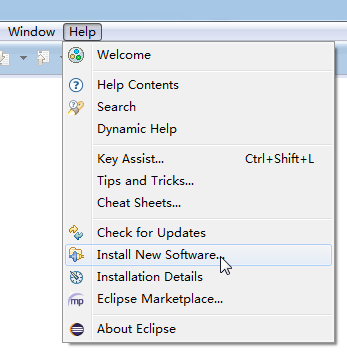 Window Help
Welcome
Help Contents
Search
Dynamic Help
Key Assist... Ctrl+Shift+L
Tips and Tricks...
Cheat Sheets...
Check for Updates
Install New Software...
Installation Details
mp Eclipse Marketplace...
About Eclipse